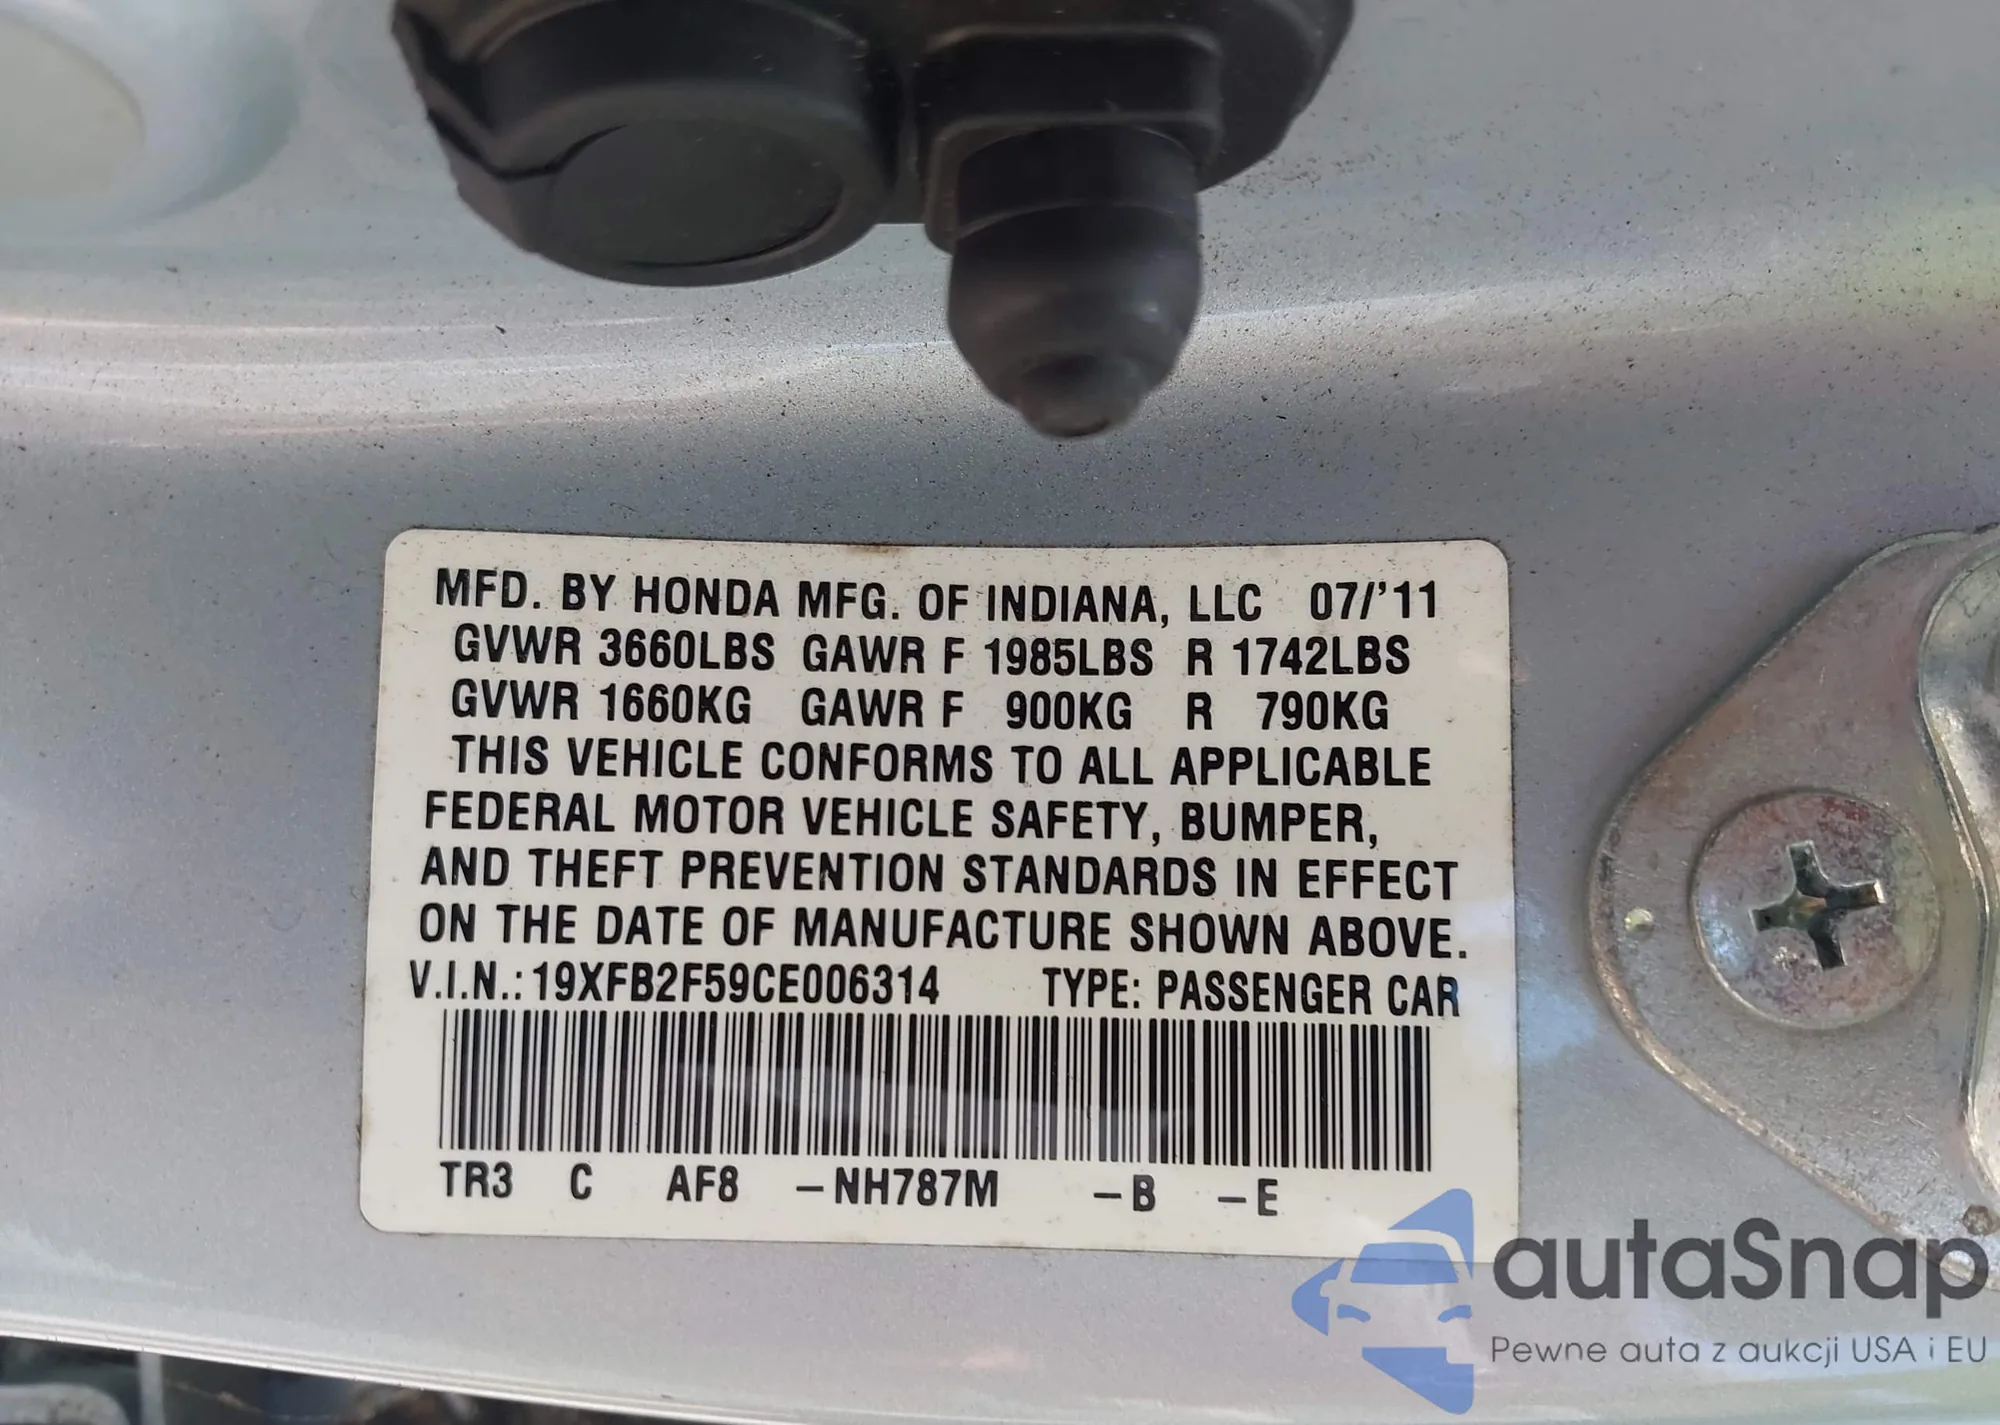 MFD. BY HONDA MFG. OF INDIANA, LLC 07/'11
GVWR 3660LBS GAWR F 1985LBS R 1742LBS
GVWR 1660KG GAWR F 900KG R 790KG
THIS VEHICLE CONFORMS TO ALL APPLICABLE
FEDERAL MOTOR VEHICLE SAFETY, BUMPER,
AND THEFT PREVENTION STANDARDS IN EFFECT
ON THE DATE OF MANUFACTURE SHOWN ABOVE.
V.I.N.: 19XFB2F59CE006314 TYPE: PASSENGER CAR
TR3 C AF8 –NH787M –B –E
autaSnap
Pewne auta z aukcji USA i EU